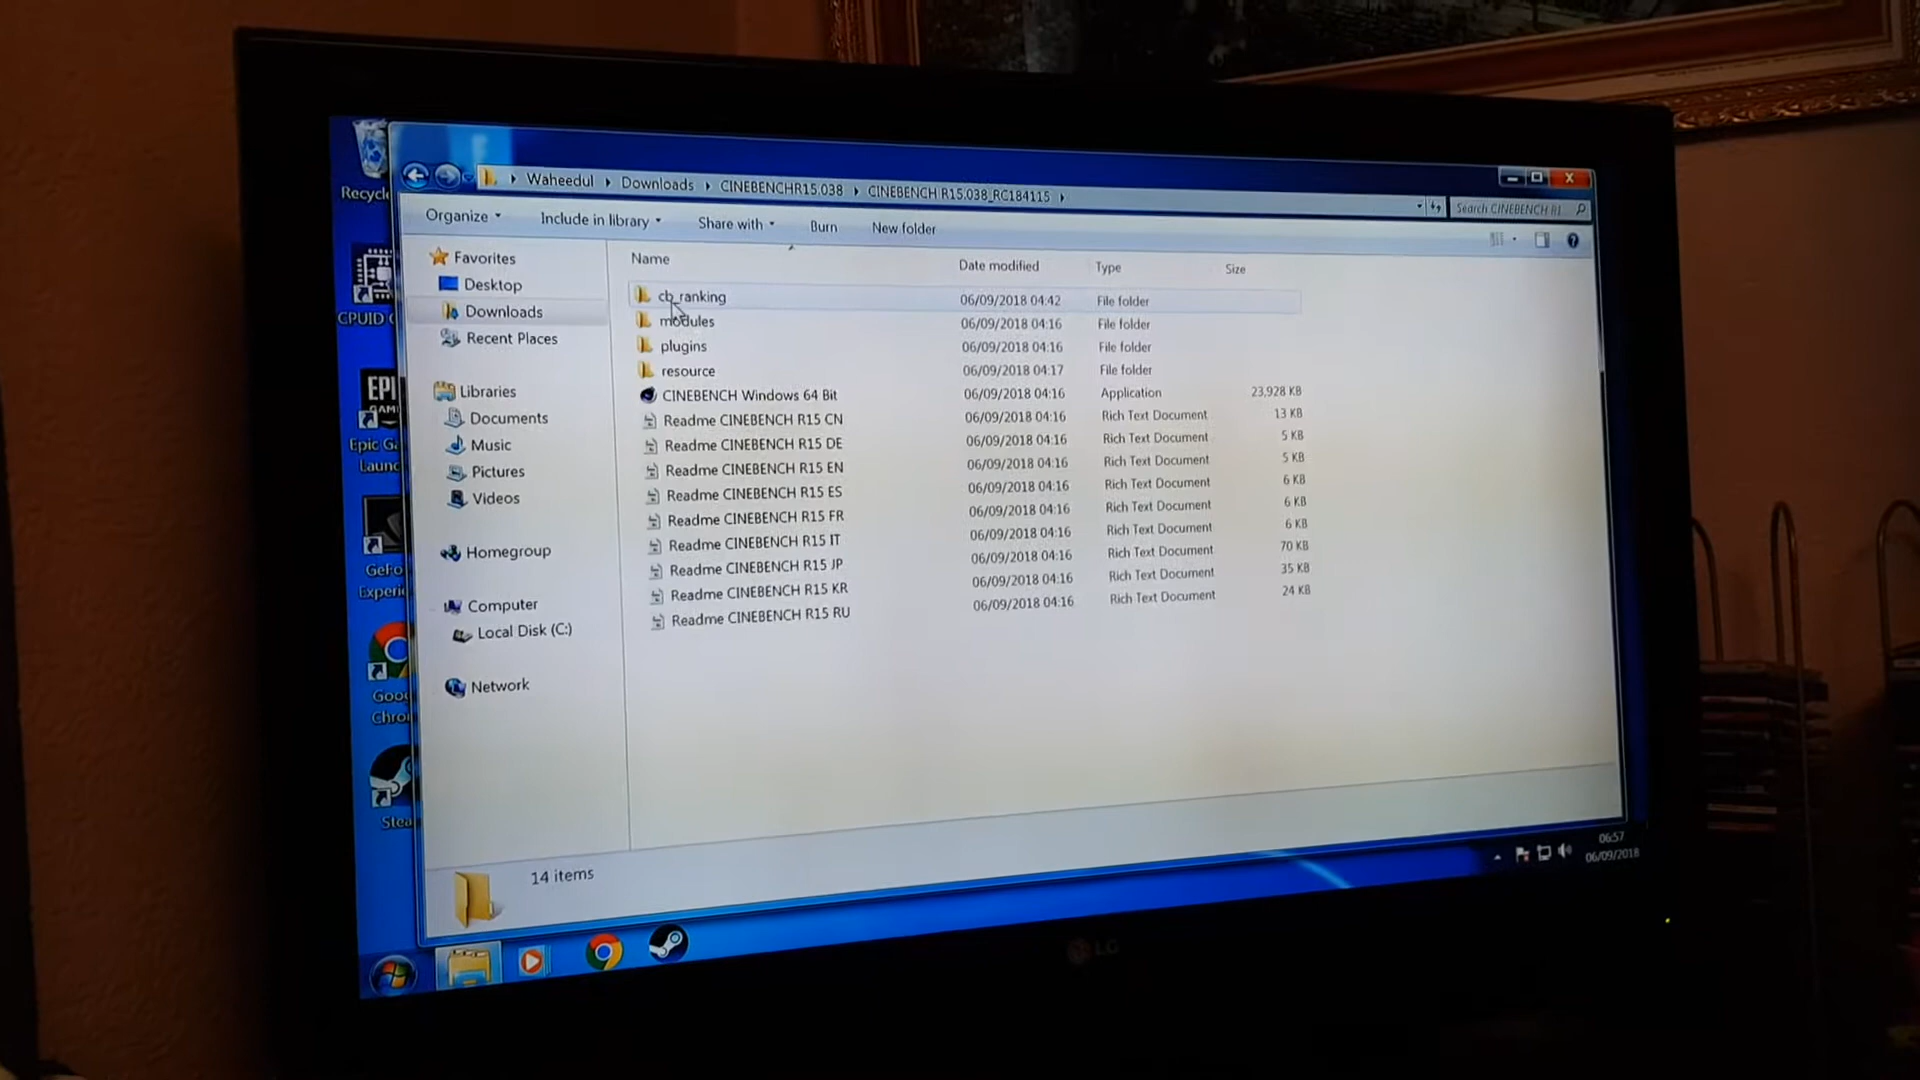 Recycle
CPUID
EPIC
GAM
Epic Ga
Launc
GeFo
Experie
Goog
Chro
Stea
Waheedul Downloads CINEBENCHR15.038 CINEBENCH R15.038_RC184115
Search CINEBENCH R1
Organize Include in library Share with Burn New folder
Favorites
Desktop
Downloads
Recent Places
Libraries
Documents
Music
Pictures
Videos
Homegroup
Computer
Local Disk (C:)
Network
Name Date modified Type Size
cb_ranking 06/09/2018 04:42 File folder
modules 06/09/2018 04:16 File folder
plugins 06/09/2018 04:16 File folder
resource 06/09/2018 04:17 File folder
CINEBENCH Windows 64 Bit 06/09/2018 04:16 Application 23,928 KB
Readme CINEBENCH R15 CN 06/09/2018 04:16 Rich Text Document 13 KB
Readme CINEBENCH R15 DE 06/09/2018 04:16 Rich Text Document 5 KB
Readme CINEBENCH R15 EN 06/09/2018 04:16 Rich Text Document 5 KB
Readme CINEBENCH R15 ES 06/09/2018 04:16 Rich Text Document 6 KB
Readme CINEBENCH R15 FR 06/09/2018 04:16 Rich Text Document 6 KB
Readme CINEBENCH R15 IT 06/09/2018 04:16 Rich Text Document 6 KB
Readme CINEBENCH R15 JP 06/09/2018 04:16 Rich Text Document 70 KB
Readme CINEBENCH R15 KR 06/09/2018 04:16 Rich Text Document 35 KB
Readme CINEBENCH R15 RU 06/09/2018 04:16 Rich Text Document 24 KB
14 items
06:57
06/09/2018
LG